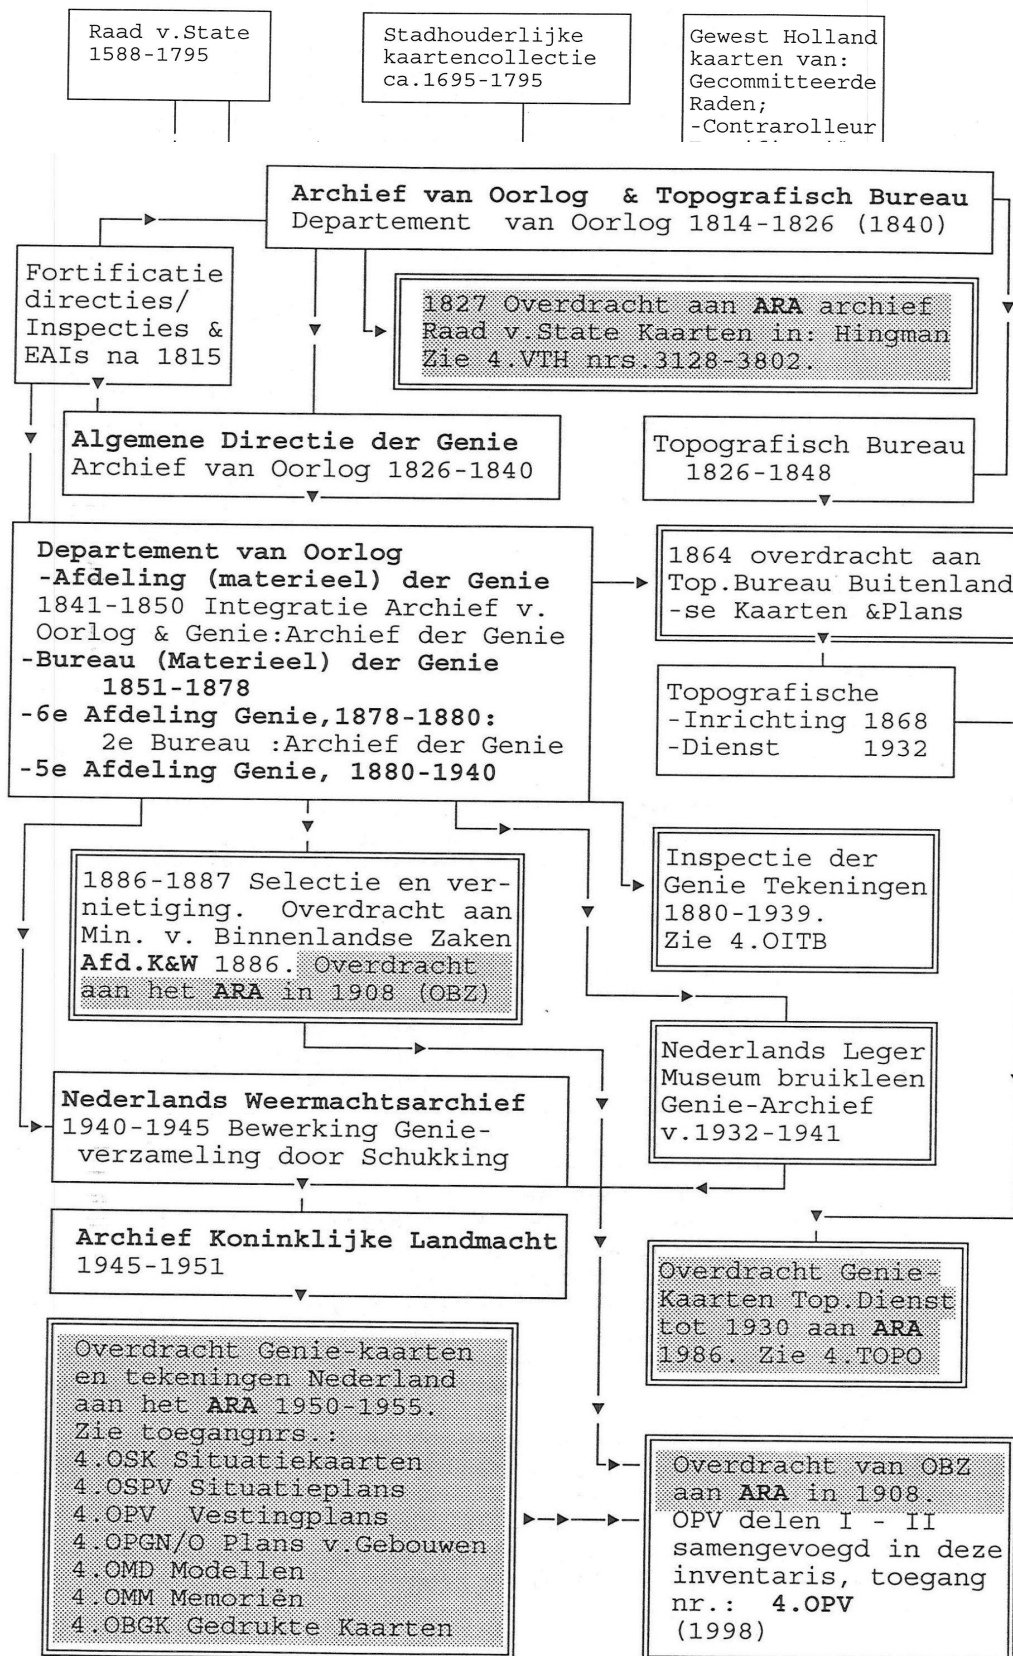 Raad v.State
1588-1795
Stadhouderlijke
kaartencollectie
ca.1695-1795
Gewest Holland
kaarten van:
Gecommitteerde
Raden;
-Contrarolleur
Archief van Oorlog & Topografisch Bureau
Departement van Oorlog 1814-1826 (1840)
Fortificatie
directies/
Inspecties &
EAIs na 1815
1827 Overdracht aan ARA archief
Raad v.State Kaarten in: Hingman
Zie 4.VTH nrs.3128-3802.
Algemene Directie der Genie
Archief van Oorlog 1826-1840
Topografisch Bureau
1826-1848
Departement van Oorlog
-Afdeling (materieel) der Genie
1841-1850 Integratie Archief v.
Oorlog & Genie:Archief der Genie
-Bureau (Materieel) der Genie
1851-1878
-6e Afdeling Genie,1878-1880:
2e Bureau :Archief der Genie
-5e Afdeling Genie, 1880-1940
1864 overdracht aan
Top.Bureau Buitenland
-se Kaarten &Plans
Topografische
-Inrichting 1868
-Dienst 1932
1886-1887 Selectie en ver-
nietiging. Overdracht aan
Min. v. Binnenlandse Zaken
Afd.K&W 1886. Overdracht
aan het ARA in 1908 (OBZ)
Inspectie der
Genie Tekeningen
1880-1939.
Zie 4.OITB
Nederlands Leger
Museum bruikleen
Genie-Archief
v.1932-1941
Nederlands Weermachtsarchief
1940-1945 Bewerking Genie-
verzameling door Schukking
Archief Koninklijke Landmacht
1945-1951
Overdracht Genie-
Kaarten Top.Dienst
tot 1930 aan ARA
1986. Zie 4.TOPO
Overdracht Genie-kaarten
en tekeningen Nederland
aan het ARA 1950-1955.
Zie toegangnrs.:
4.OSK Situatiekaarten
4.OSPV Situatieplans
4.OPV Vestingplans
4.OPGN/O Plans v.Gebouwen
4.OMD Modellen
4.OMM Memoriën
4.OBGK Gedrukte Kaarten
Overdracht van OBZ
aan ARA in 1908.
OPV delen I - II
samengevoegd in deze
inventaris, toegang
nr.: 4.OPV
(1998)